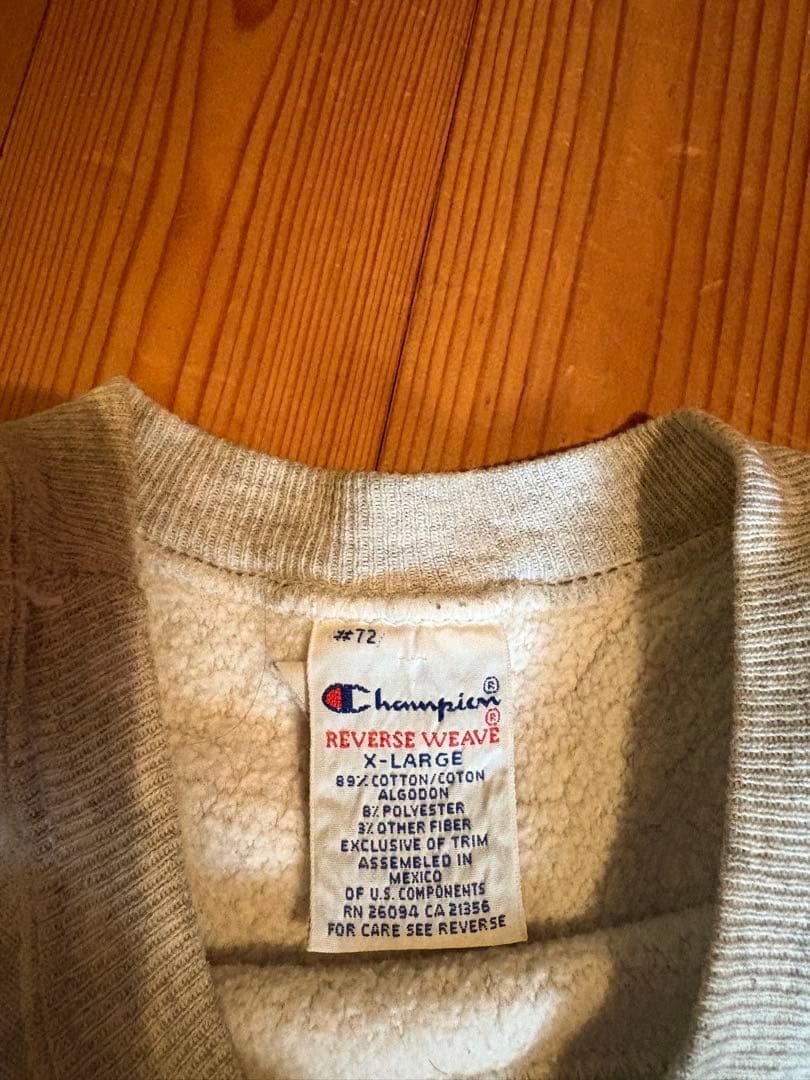 #72
Champion®
REVERSE WEAVE®
X-LARGE
89% COTTON/COTON
ALGODON
8% POLYESTER
3% OTHER FIBER
EXCLUSIVE OF TRIM
ASSEMBLED IN
MEXICO
OF U.S. COMPONENTS
RN 26094 CA 21356
FOR CARE SEE REVERSE